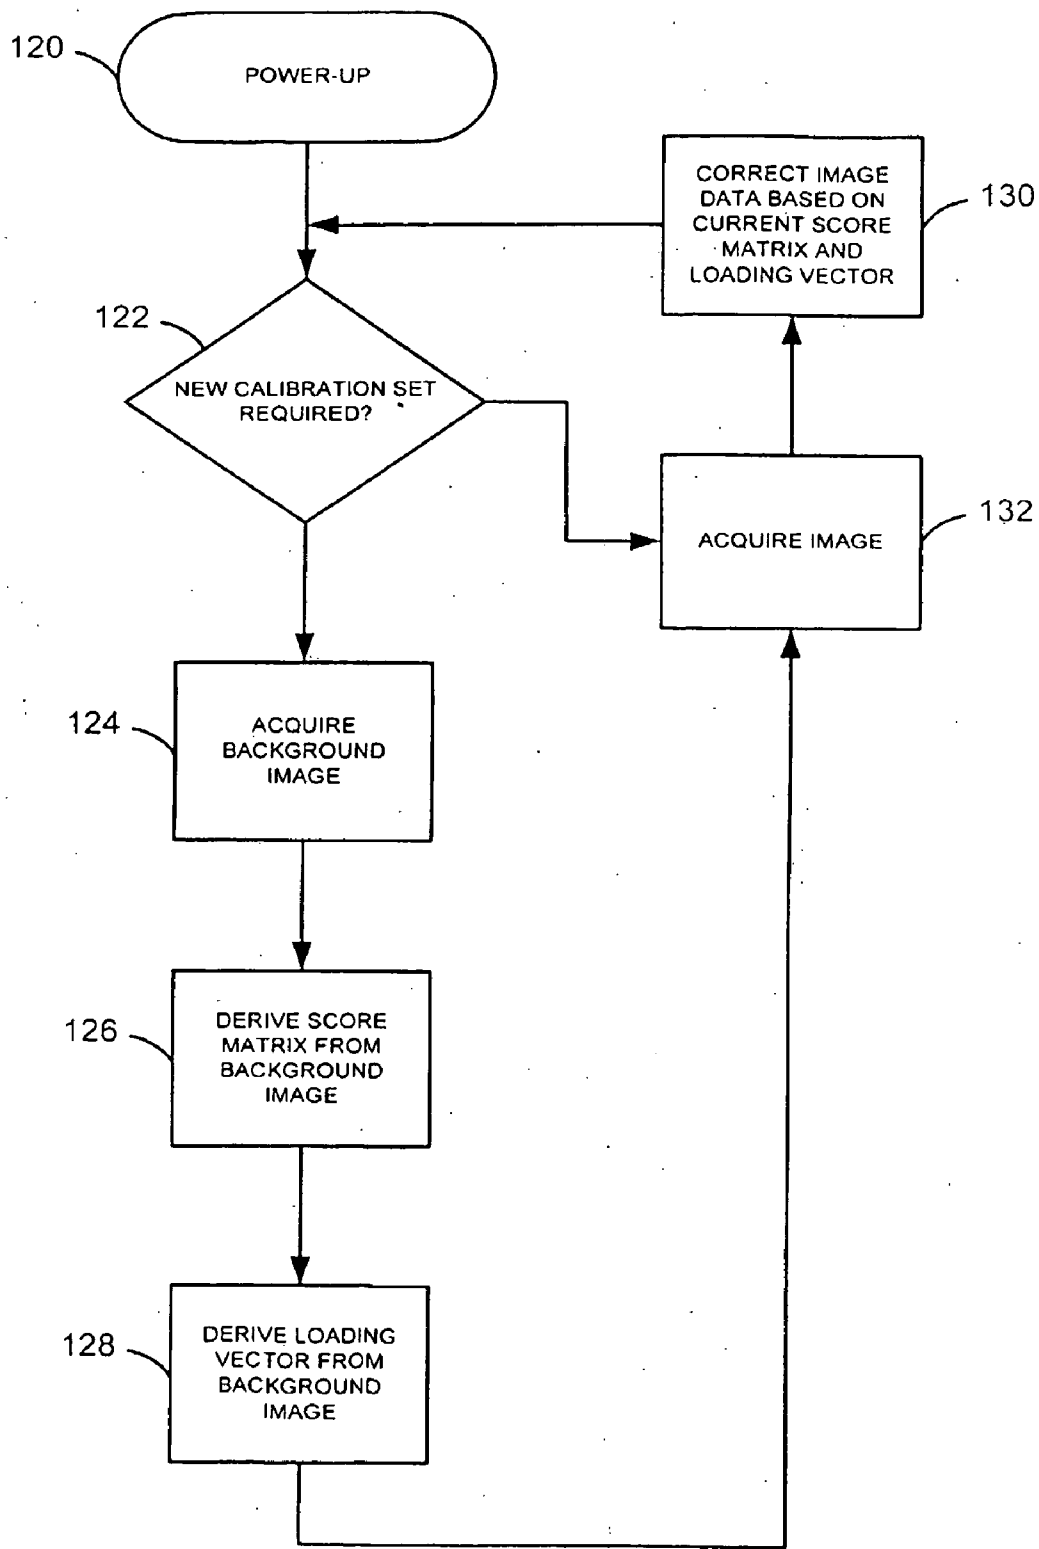 120
POWER-UP
CORRECT IMAGE
DATA BASED ON
CURRENT SCORE
MATRIX AND
LOADING VECTOR
130
122
NEW CALIBRATION SET
REQUIRED?
ACQUIRE IMAGE
132
124
ACQUIRE
BACKGROUND
IMAGE
126
DERIVE SCORE
MATRIX FROM
BACKGROUND
IMAGE
128
DERIVE LOADING
VECTOR FROM
BACKGROUND
IMAGE